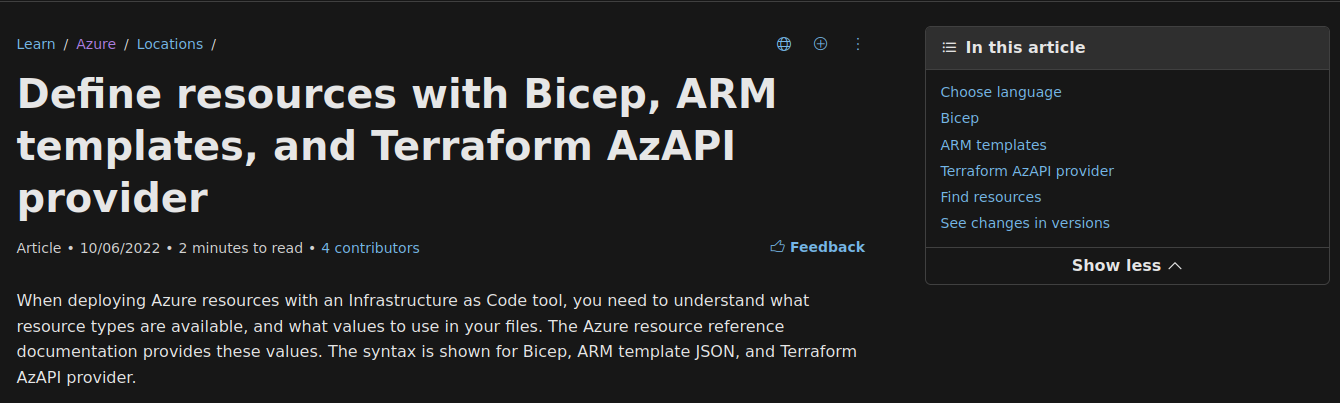 Learn / Azure / Locations /
Define resources with Bicep, ARM
templates, and Terraform AzAPI
provider
Article • 10/06/2022 • 2 minutes to read • 4 contributors
Feedback
When deploying Azure resources with an Infrastructure as Code tool, you need to understand what
resource types are available, and what values to use in your files. The Azure resource reference
documentation provides these values. The syntax is shown for Bicep, ARM template JSON, and Terraform
AzAPI provider.
In this article
Choose language
Bicep
ARM templates
Terraform AzAPI provider
Find resources
See changes in versions
Show less